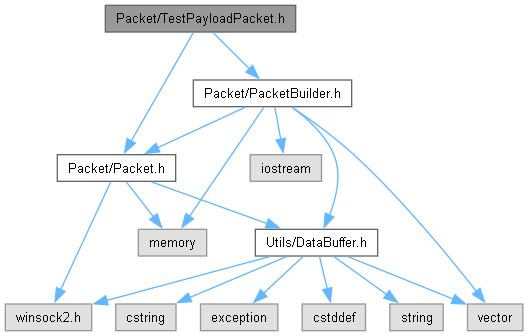 Packet/TestPayloadPacket.h
Packet/PacketBuilder.h
Packet/Packet.h
iostream
memory
Utils/DataBuffer.h
winsock2.h
cstring
exception
cstddef
string
vector